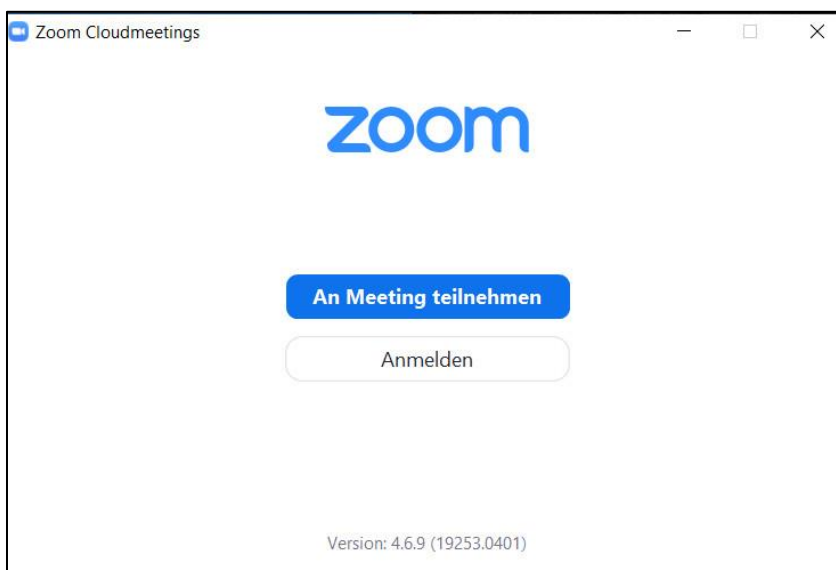 Zoom Cloudmeetings
zoom
An Meeting teilnehmen
Anmelden
Version: 4.6.9 (19253.0401)